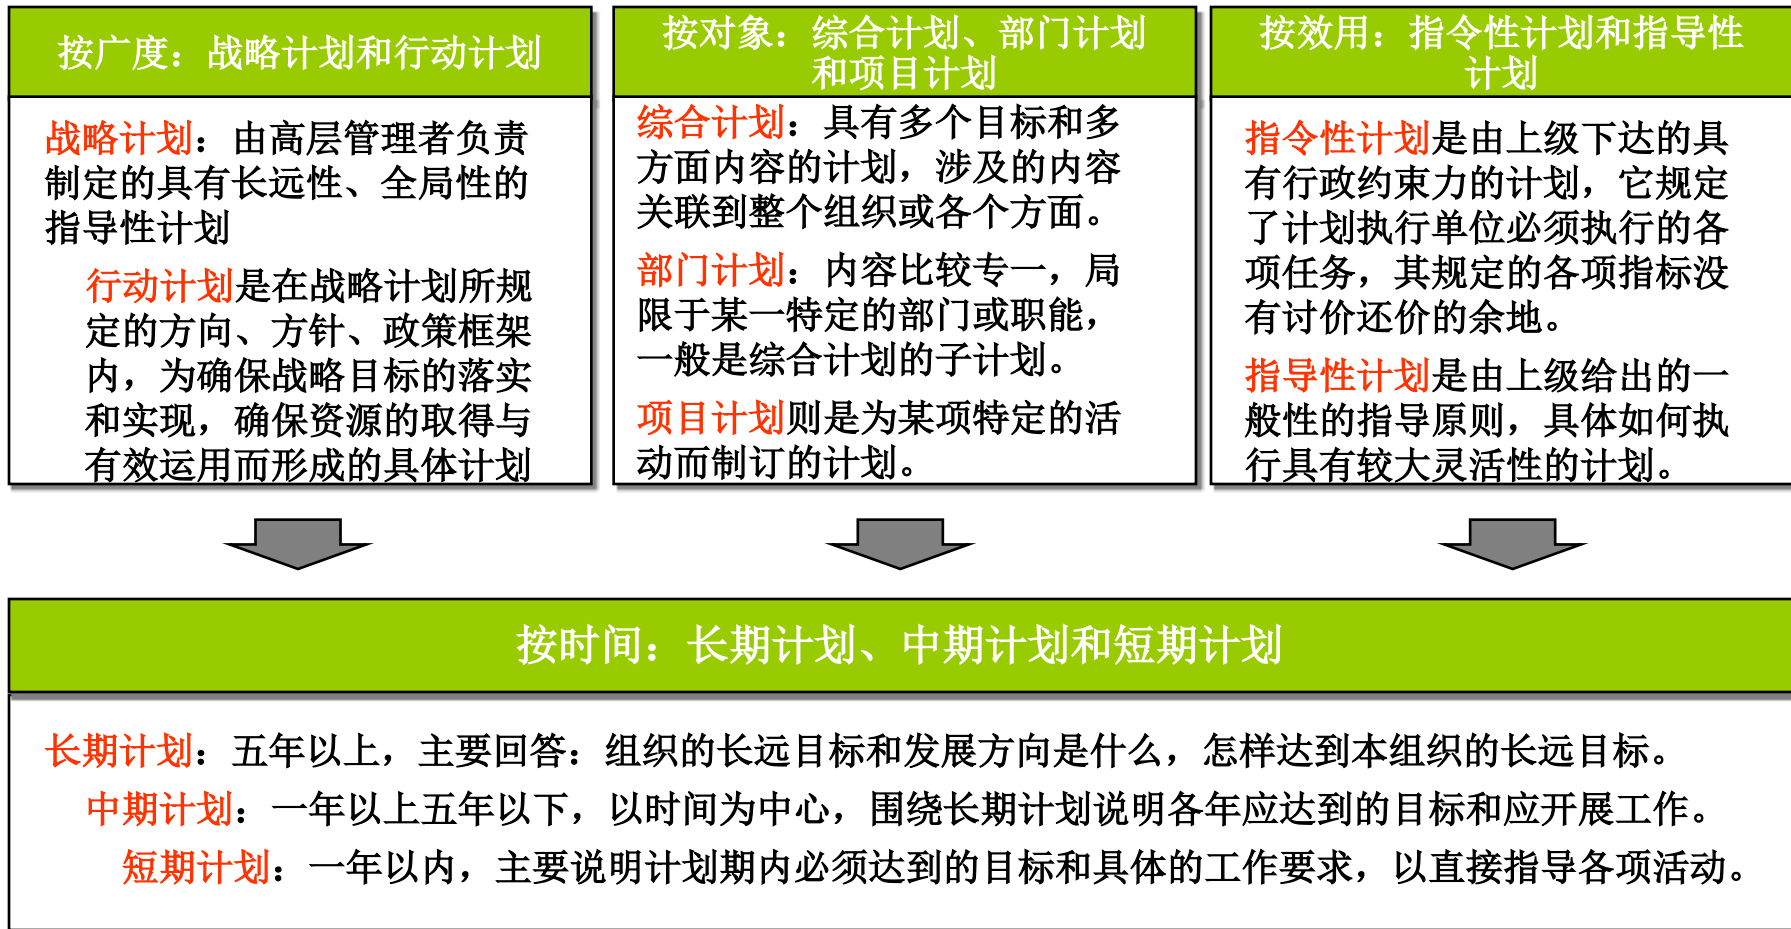 按广度：战略计划和行动计划
战略计划：由高层管理者负责
制定的具有长远性、全局性的
指导性计划
行动计划是在战略计划所规
定的方向、方针、政策框架
内，为确保战略目标的落实
和实现，确保资源的取得与
有效运用而形成的具体计划
按对象：综合计划、部门计划
和项目计划
综合计划：具有多个目标和多
方面内容的计划，涉及的内容
关联到整个组织或各个方面。
部门计划：内容比较专一，局
限于某一特定的部门或职能，
一般是综合计划的子计划。
项目计划则是为某项特定的活
动而制订的计划。
按效用：指令性计划和指导性
计划
指令性计划是由上级下达的具
有行政约束力的计划，它规定
了计划执行单位必须执行的各
项任务，其规定的各项指标没
有讨价还价的余地。
指导性计划是由上级给出的一
般性的指导原则，具体如何执
行具有较大灵活性的计划。
按时间：长期计划、中期计划和短期计划
长期计划：五年以上，主要回答：组织的长远目标和发展方向是什么，怎样达到本组织的长远目标。
中期计划：一年以上五年以下，以时间为中心，围绕长期计划说明各年应达到的目标和应开展工作。
短期计划：一年以内，主要说明计划期内必须达到的目标和具体的工作要求，以直接指导各项活动。